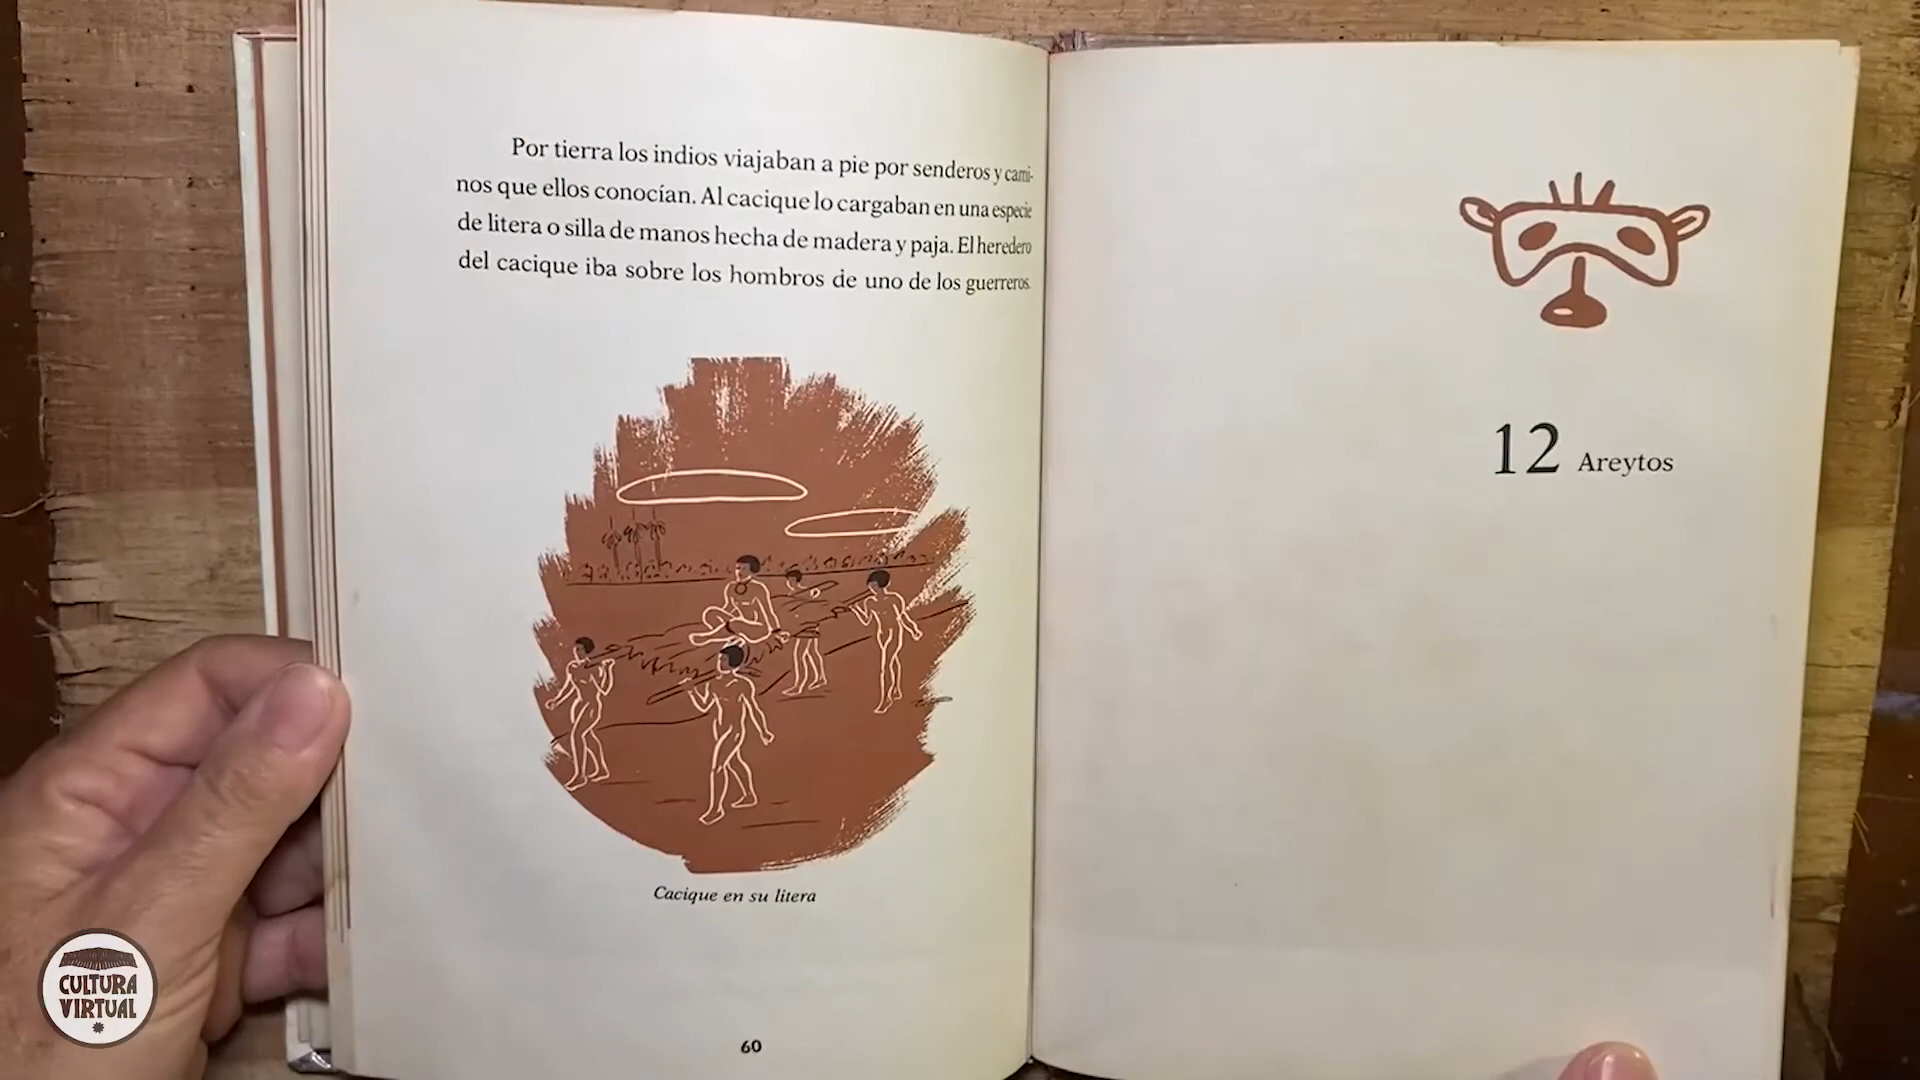 Por tierra los indios viajaban a pie por senderos y cami-
nos que ellos conocían. Al cacique lo cargaban en una especie
de litera o silla de manos hecha de madera y paja. El heredero
del cacique iba sobre los hombros de uno de los guerreros.
Cacique en su litera
60
12 Areytos
CULTURA
VIRTUAL